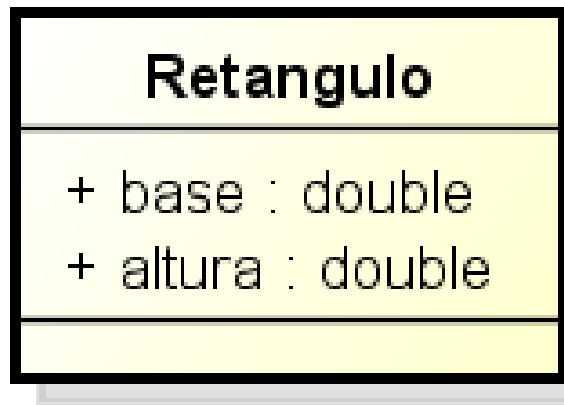 Retangulo
+ base : double
+ altura : double